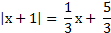 |x + 1| = 1/3 x + 5/3